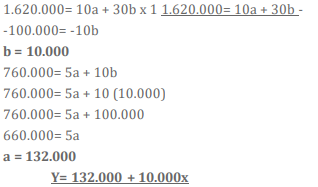 1.620.000= 10a + 30b x 1 1.620.000= 10a + 30b -
-100.000= -10b
b = 10.000
760.000= 5a + 10b
760.000= 5a + 10 (10.000)
760.000= 5a + 100.000
660.000= 5a
a = 132.000
Y= 132.000 + 10.000x